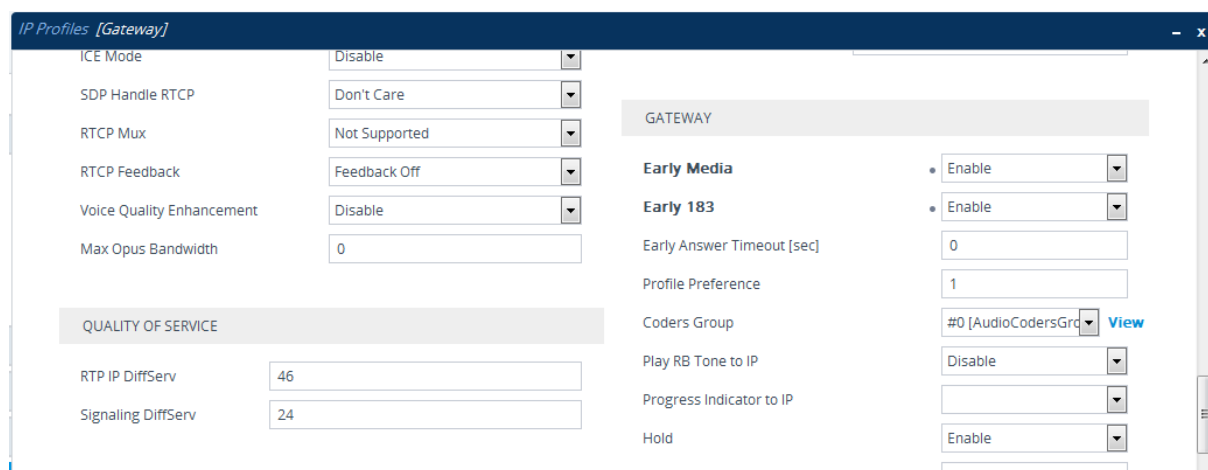 IP Profiles [Gateway]
– x
ICE Mode Disable
SDP Handle RTCP Don't Care
RTCP Mux Not Supported
RTCP Feedback Feedback Off
Voice Quality Enhancement Disable
Max Opus Bandwidth 0
QUALITY OF SERVICE
RTP IP DiffServ 46
Signaling DiffServ 24
GATEWAY
Early Media Enable
Early 183 Enable
Early Answer Timeout [sec] 0
Profile Preference 1
Coders Group #0 [AudioCodersGro View
Play RB Tone to IP Disable
Progress Indicator to IP
Hold Enable